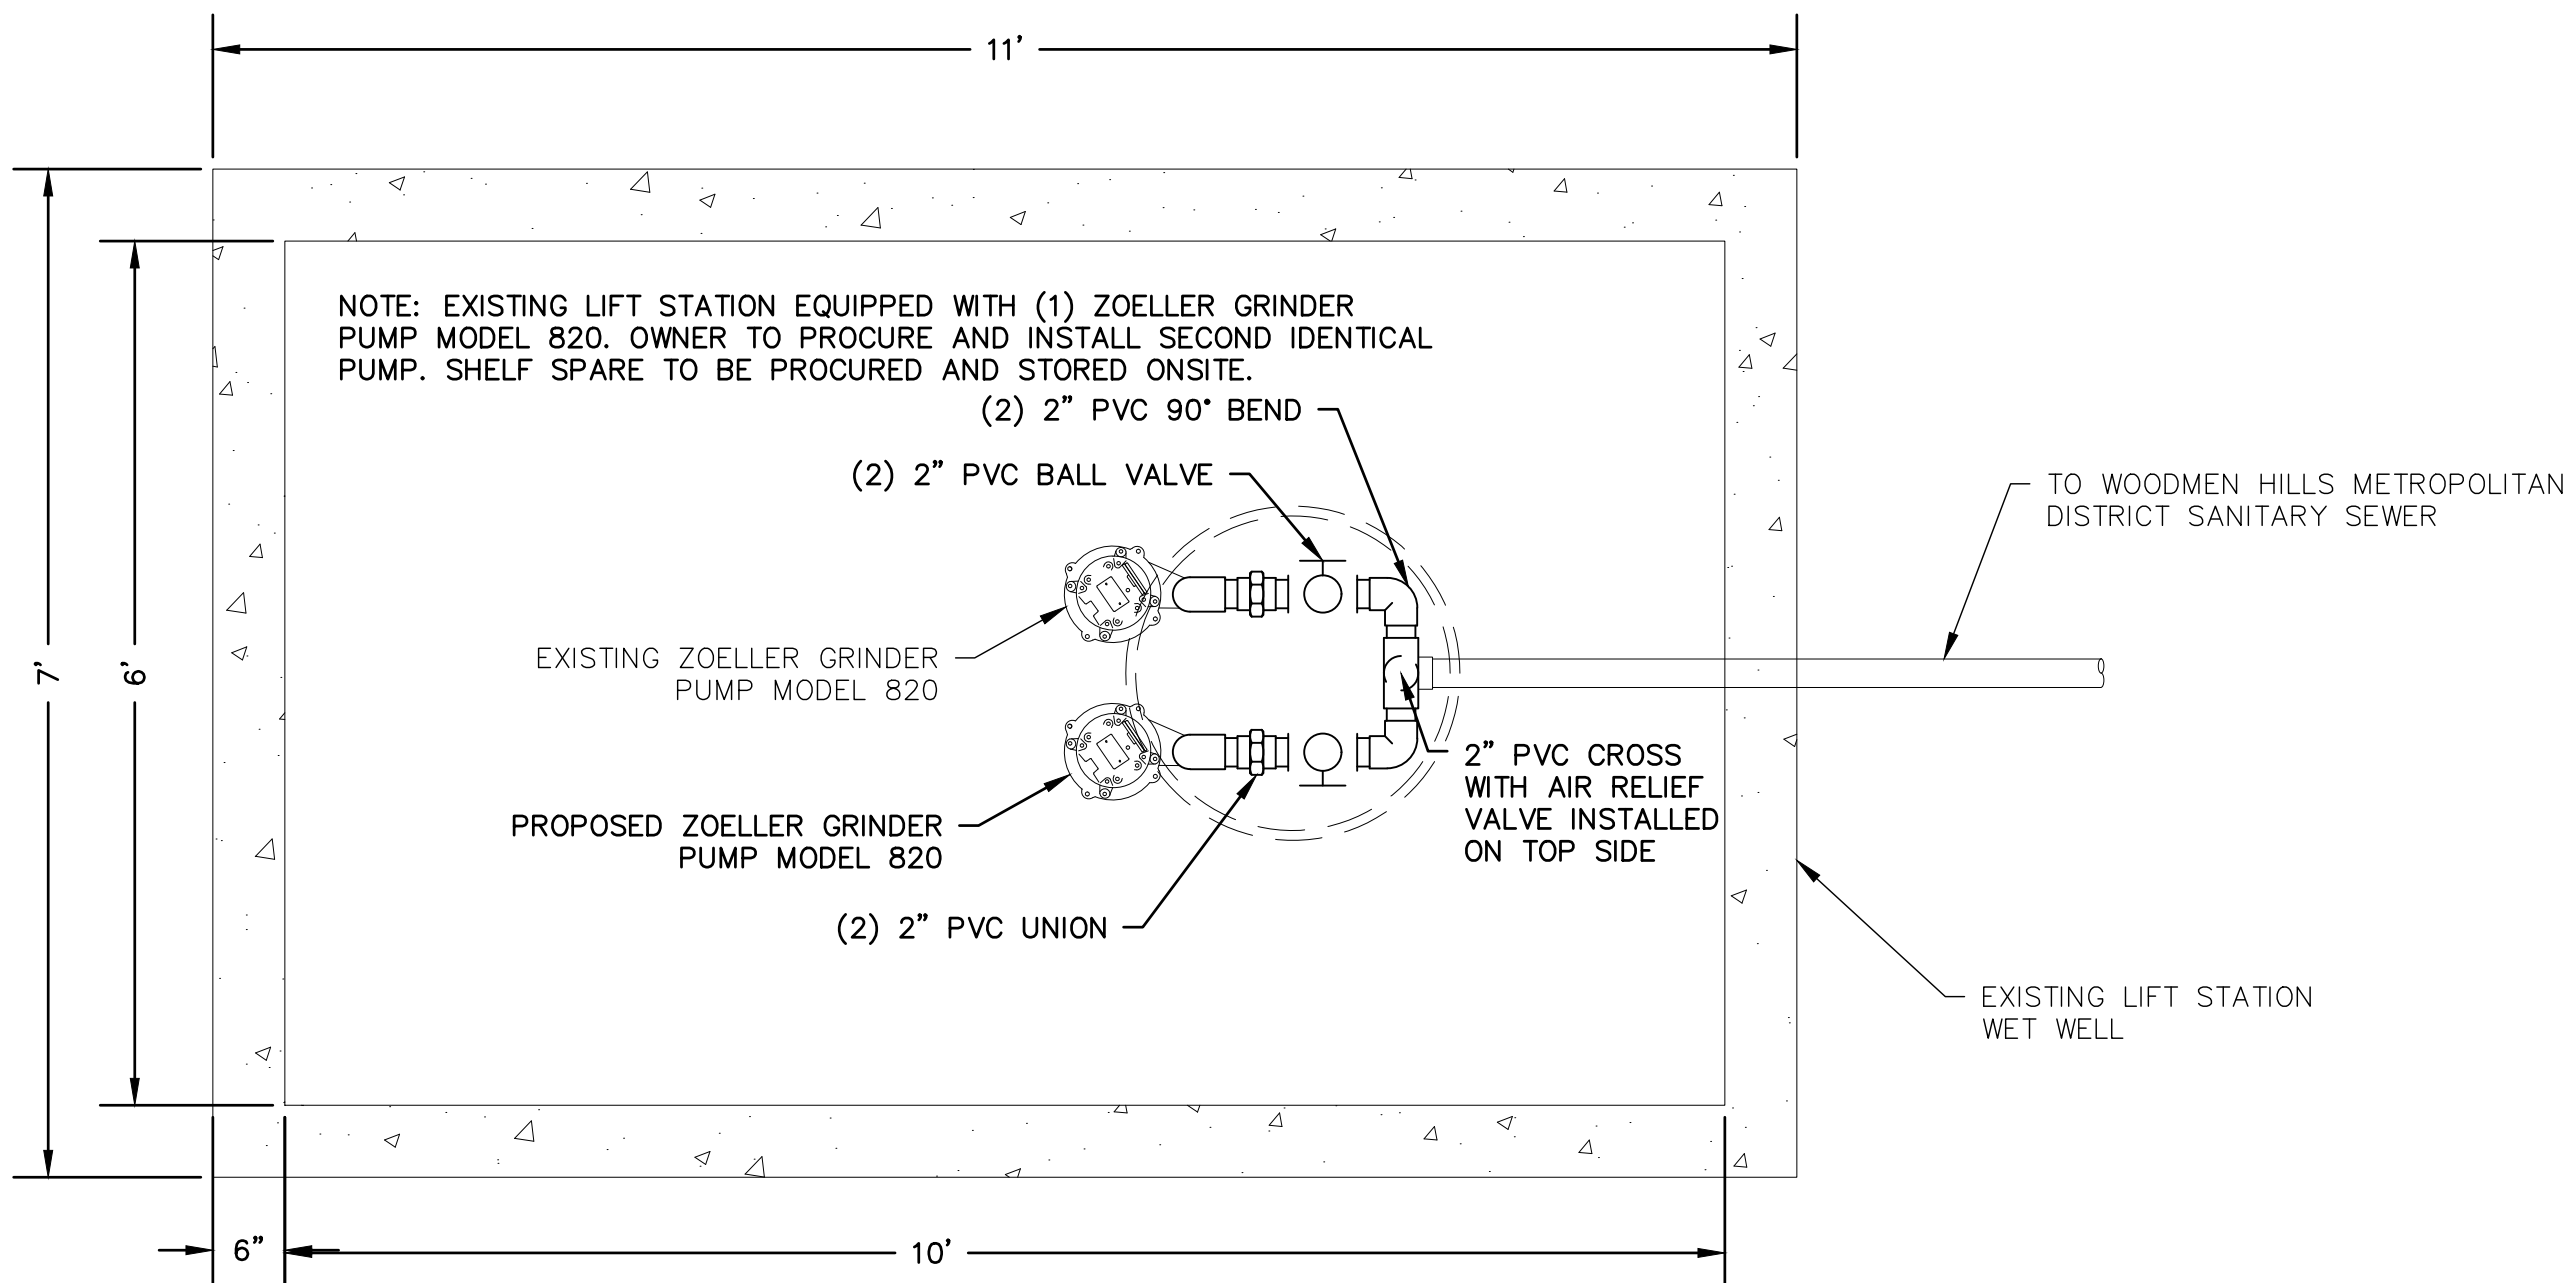 11'
NOTE: EXISTING LIFT STATION EQUIPPED WITH (1) ZOELLER GRINDER
PUMP MODEL 820. OWNER TO PROCURE AND INSTALL SECOND IDENTICAL
PUMP. SHELF SPARE TO BE PROCURED AND STORED ONSITE.
(2) 2" PVC 90° BEND
(2) 2" PVC BALL VALVE
TO WOODMEN HILLS METROPOLITAN
DISTRICT SANITARY SEWER
7'
6'
EXISTING ZOELLER GRINDER
PUMP MODEL 820
2" PVC CROSS
WITH AIR RELIEF
VALVE INSTALLED
ON TOP SIDE
PROPOSED ZOELLER GRINDER
PUMP MODEL 820
(2) 2" PVC UNION
EXISTING LIFT STATION
WET WELL
6"
10'